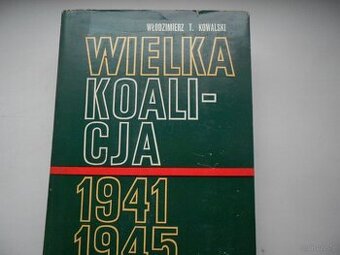 WŁODZIMIERZ T. KOWALSKI
WIELKA
KOALI-
CJA
1941
1945